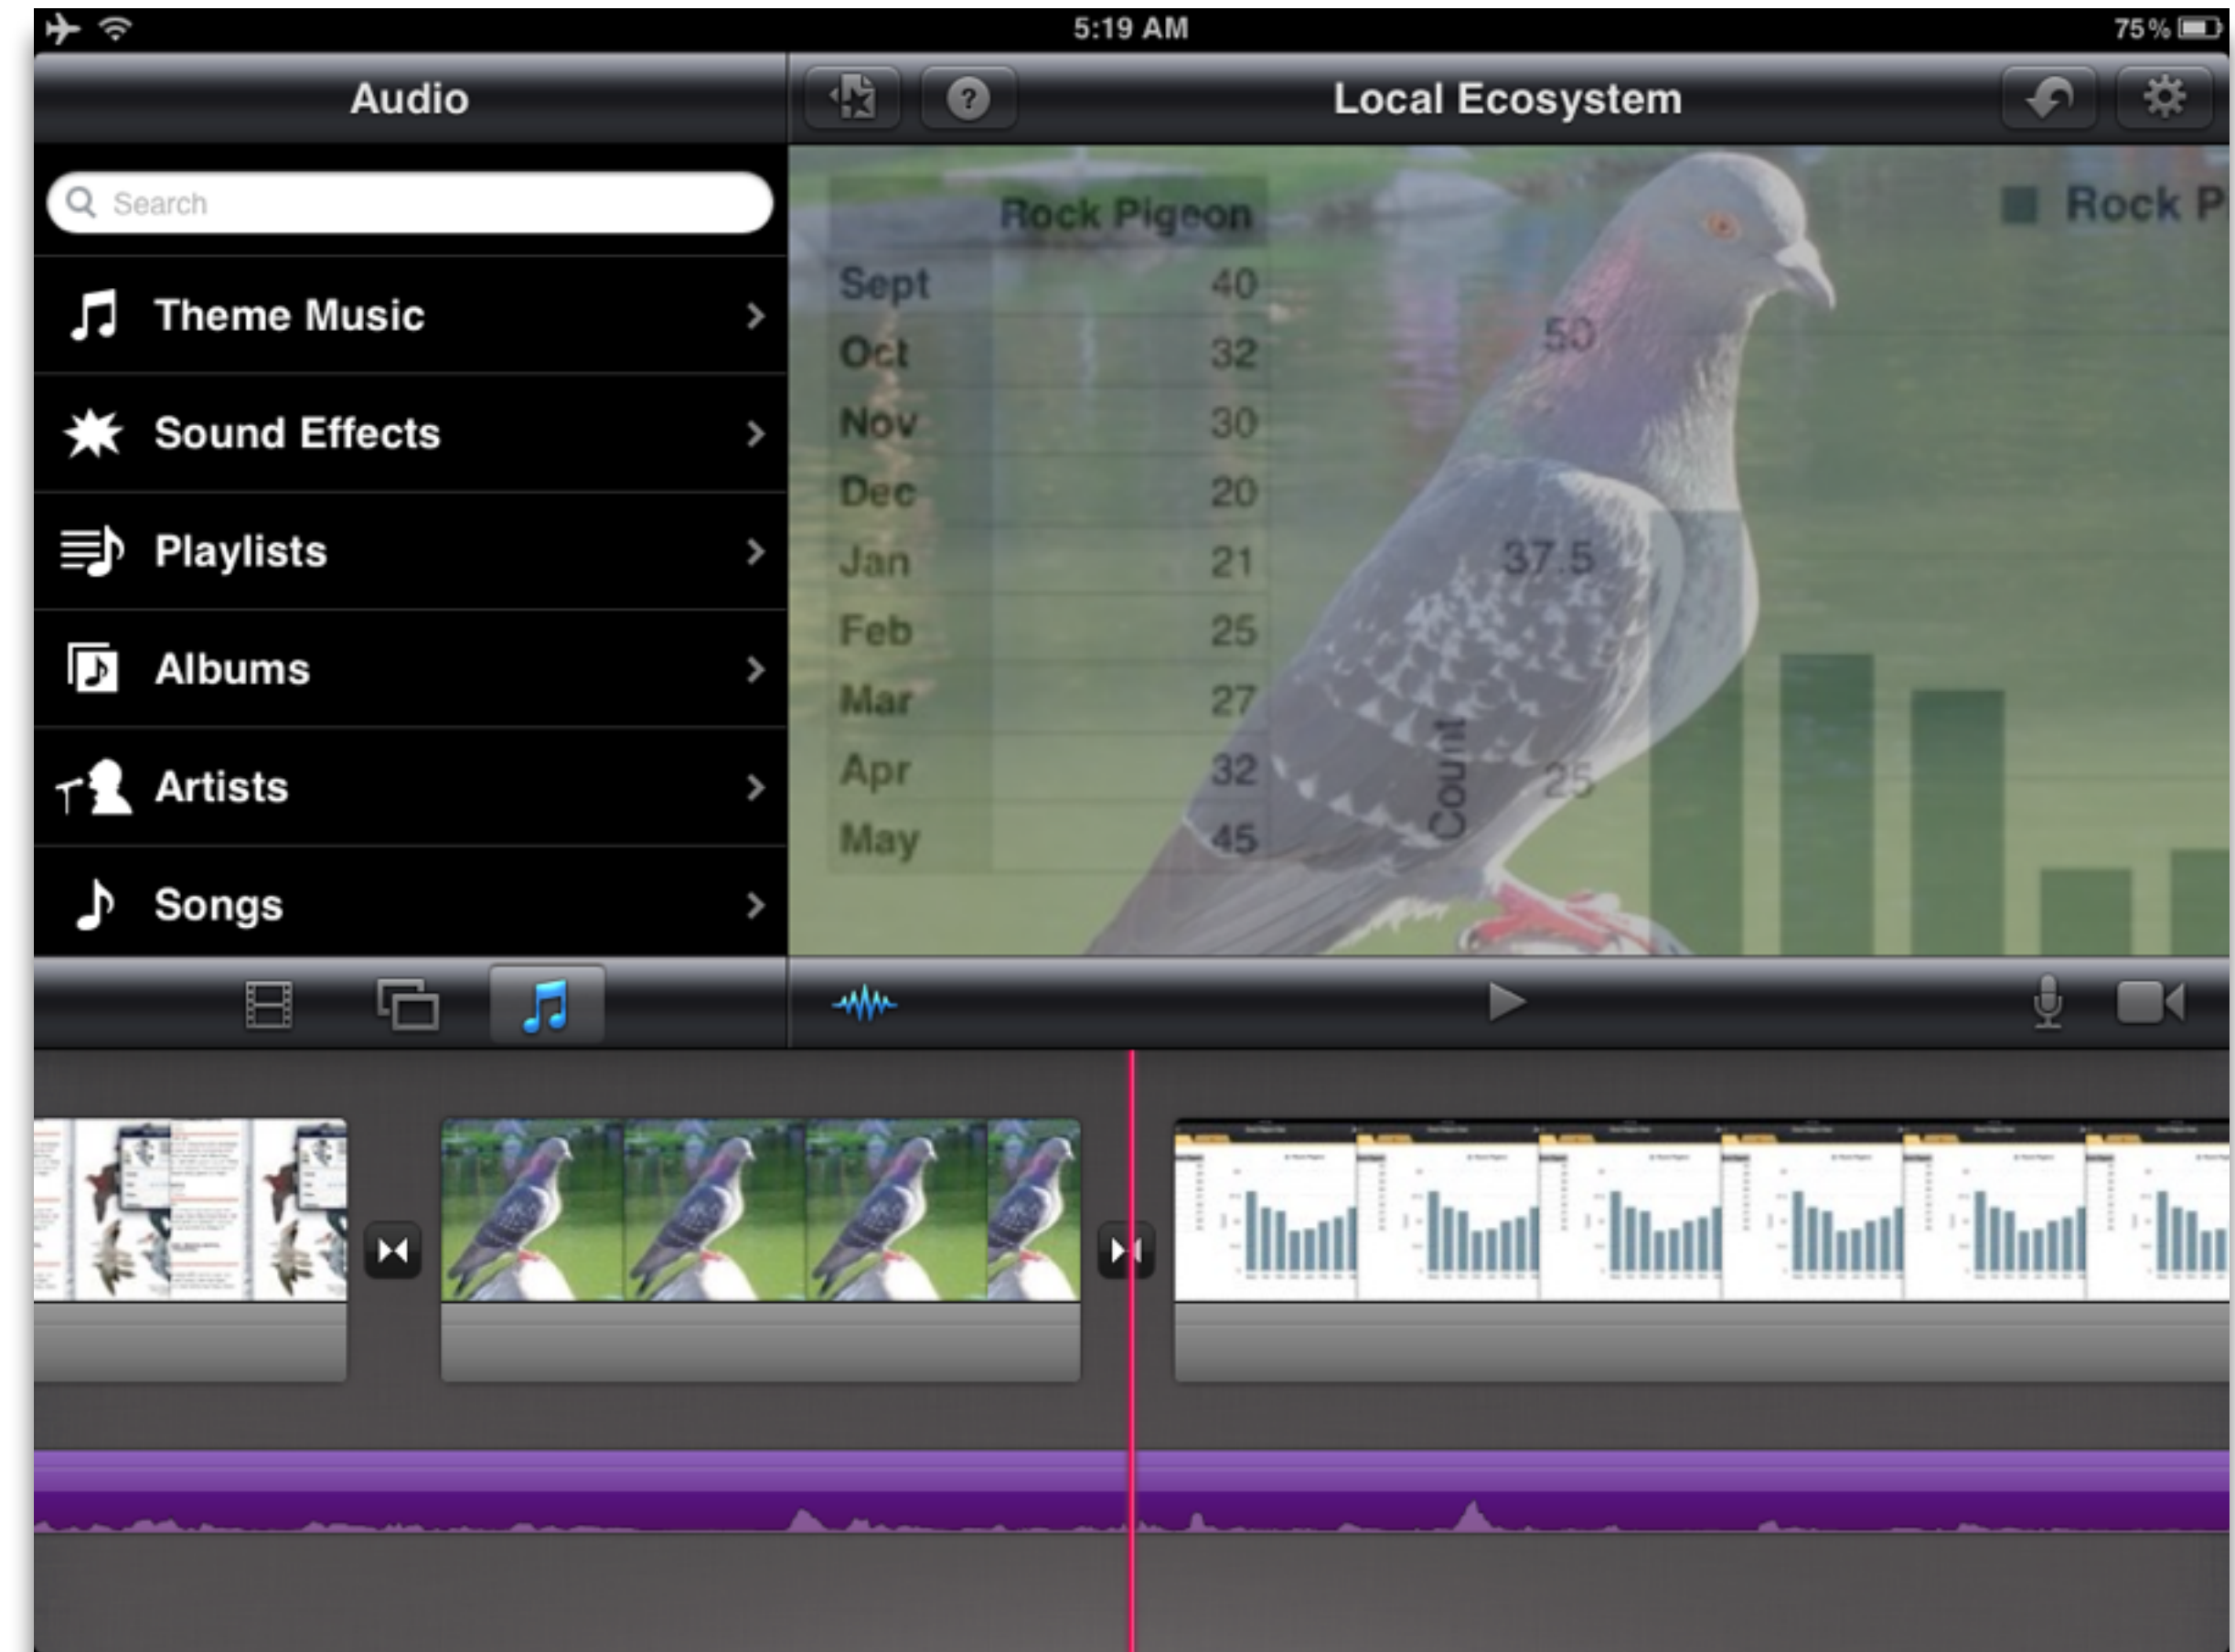 5:19 AM
75%
Audio
?
Local Ecosystem
Search
Theme Music
Sound Effects
Playlists
Albums
Artists
Songs
Rock Pigeon
Sept 40
Oct 32
Nov 30
Dec 20
Jan 21
Feb 25
Mar 27
Apr 32
May 45
Rock P
50
37.5
25
Count